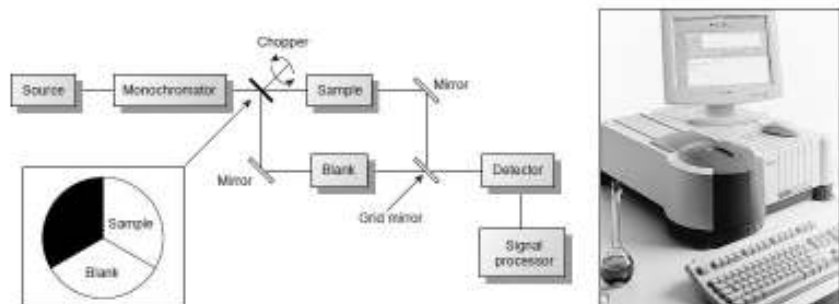 Chopper
Source
Monochromator
Sample
Mirror
Mirror
Blank
Detector
Grid mirror
Signal
processor
Sample
Blank